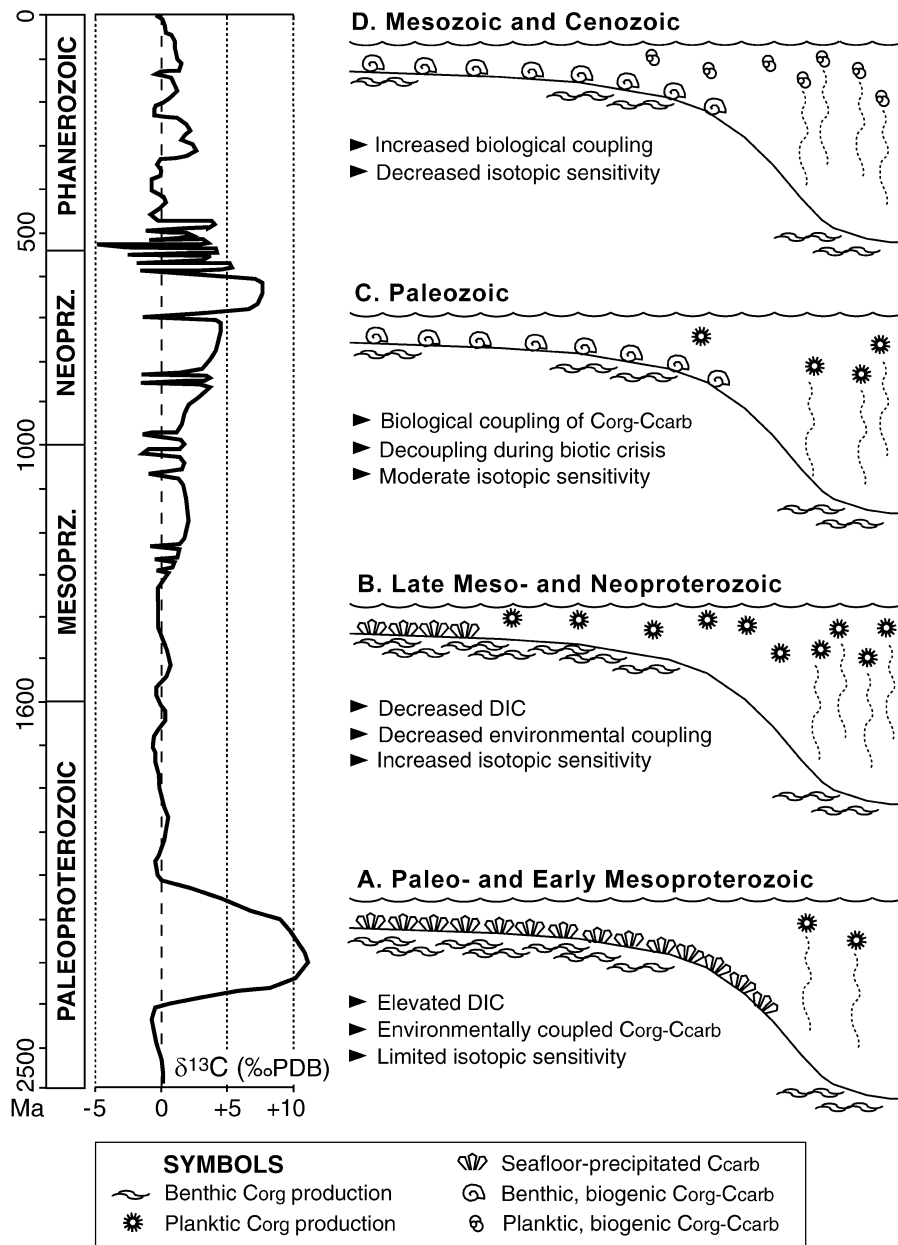 0
500
1000
1600
2500
Ma
PHANEROZOIC
NEOPRZ.
MESOPRZ.
PALEOPROTEROZOIC
δ13C (‰PDB)
-5
0
+5
+10
D. Mesozoic and Cenozoic
► Increased biological coupling
► Decreased isotopic sensitivity
C. Paleozoic
► Biological coupling of Corg-Ccarb
► Decoupling during biotic crisis
► Moderate isotopic sensitivity
B. Late Meso- and Neoproterozoic
► Decreased DIC
► Decreased environmental coupling
► Increased isotopic sensitivity
A. Paleo- and Early Mesoproterozoic
► Elevated DIC
► Environmentally coupled Corg-Ccarb
► Limited isotopic sensitivity
SYMBOLS
Benthic Corg production
Planktic Corg production
Seafloor-precipitated Ccarb
Benthic, biogenic Corg-Ccarb
Planktic, biogenic Corg-Ccarb